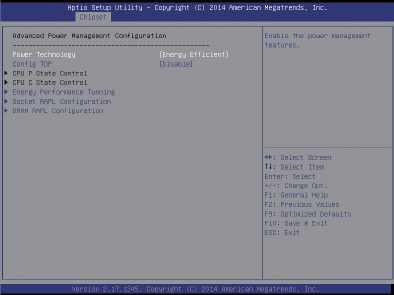 Aptio Setup Utility - Copyright (C) 2014 American Megatrends, Inc.
Chipset
Advanced Power Management Configuration
Power Technology [Energy Efficient]
Config TDP [Disable]
CPU P State Control
CPU C State Control
Energy Performance Tunning
Socket RAPL Configuration
DRAM RAPL Configuration
Enable the power management
features.
↔: Select Screen
↑↓: Select Item
Enter: Select
+/-: Change Opt.
F1: General Help
F2: Previous Values
F9: Optimized Defaults
F10: Save & Exit
ESC: Exit
Version 2.17.1245. Copyright (C) 2014 American Megatrends, Inc.